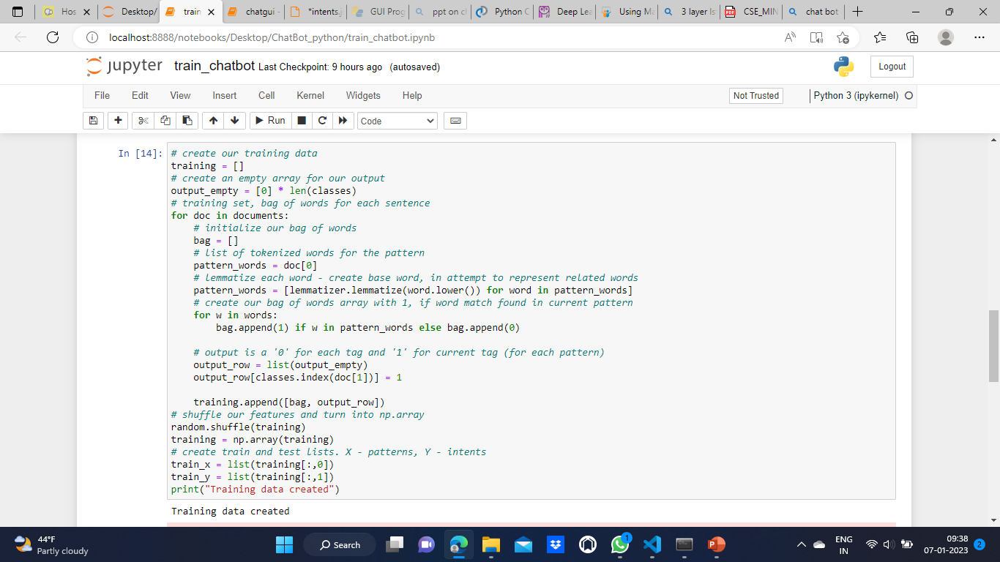 Hos
Desktop/
train
chatgui -
*intents.j
GUI Prog
ppt on cl
Python C
Deep Lea
Using Ma
3 layer ls
CSE_MIN
chat bot
localhost:8888/notebooks/Desktop/ChatBot_python/train_chatbot.ipynb
jupyter train_chatbot Last Checkpoint: 9 hours ago (autosaved)
Logout
File Edit View Insert Cell Kernel Widgets Help
Not Trusted
Python 3 (ipykernel)
Run
Code
In [14]:
# create our training data
training = []
# create an empty array for our output
output_empty = [0] * len(classes)
# training set, bag of words for each sentence
for doc in documents:
    # initialize our bag of words
    bag = []
    # list of tokenized words for the pattern
    pattern_words = doc[0]
    # lemmatize each word - create base word, in attempt to represent related words
    pattern_words = [lemmatizer.lemmatize(word.lower()) for word in pattern_words]
    # create our bag of words array with 1, if word match found in current pattern
    for w in words:
        bag.append(1) if w in pattern_words else bag.append(0)
    # output is a '0' for each tag and '1' for current tag (for each pattern)
    output_row = list(output_empty)
    output_row[classes.index(doc[1])] = 1
    training.append([bag, output_row])
# shuffle our features and turn into np.array
random.shuffle(training)
training = np.array(training)
# create train and test lists. X - patterns, Y - intents
train_x = list(training[:,0])
train_y = list(training[:,1])
print("Training data created")
Training data created
44°F
Partly cloudy
Search
1
ENG
IN
09:38
07-01-2023
2